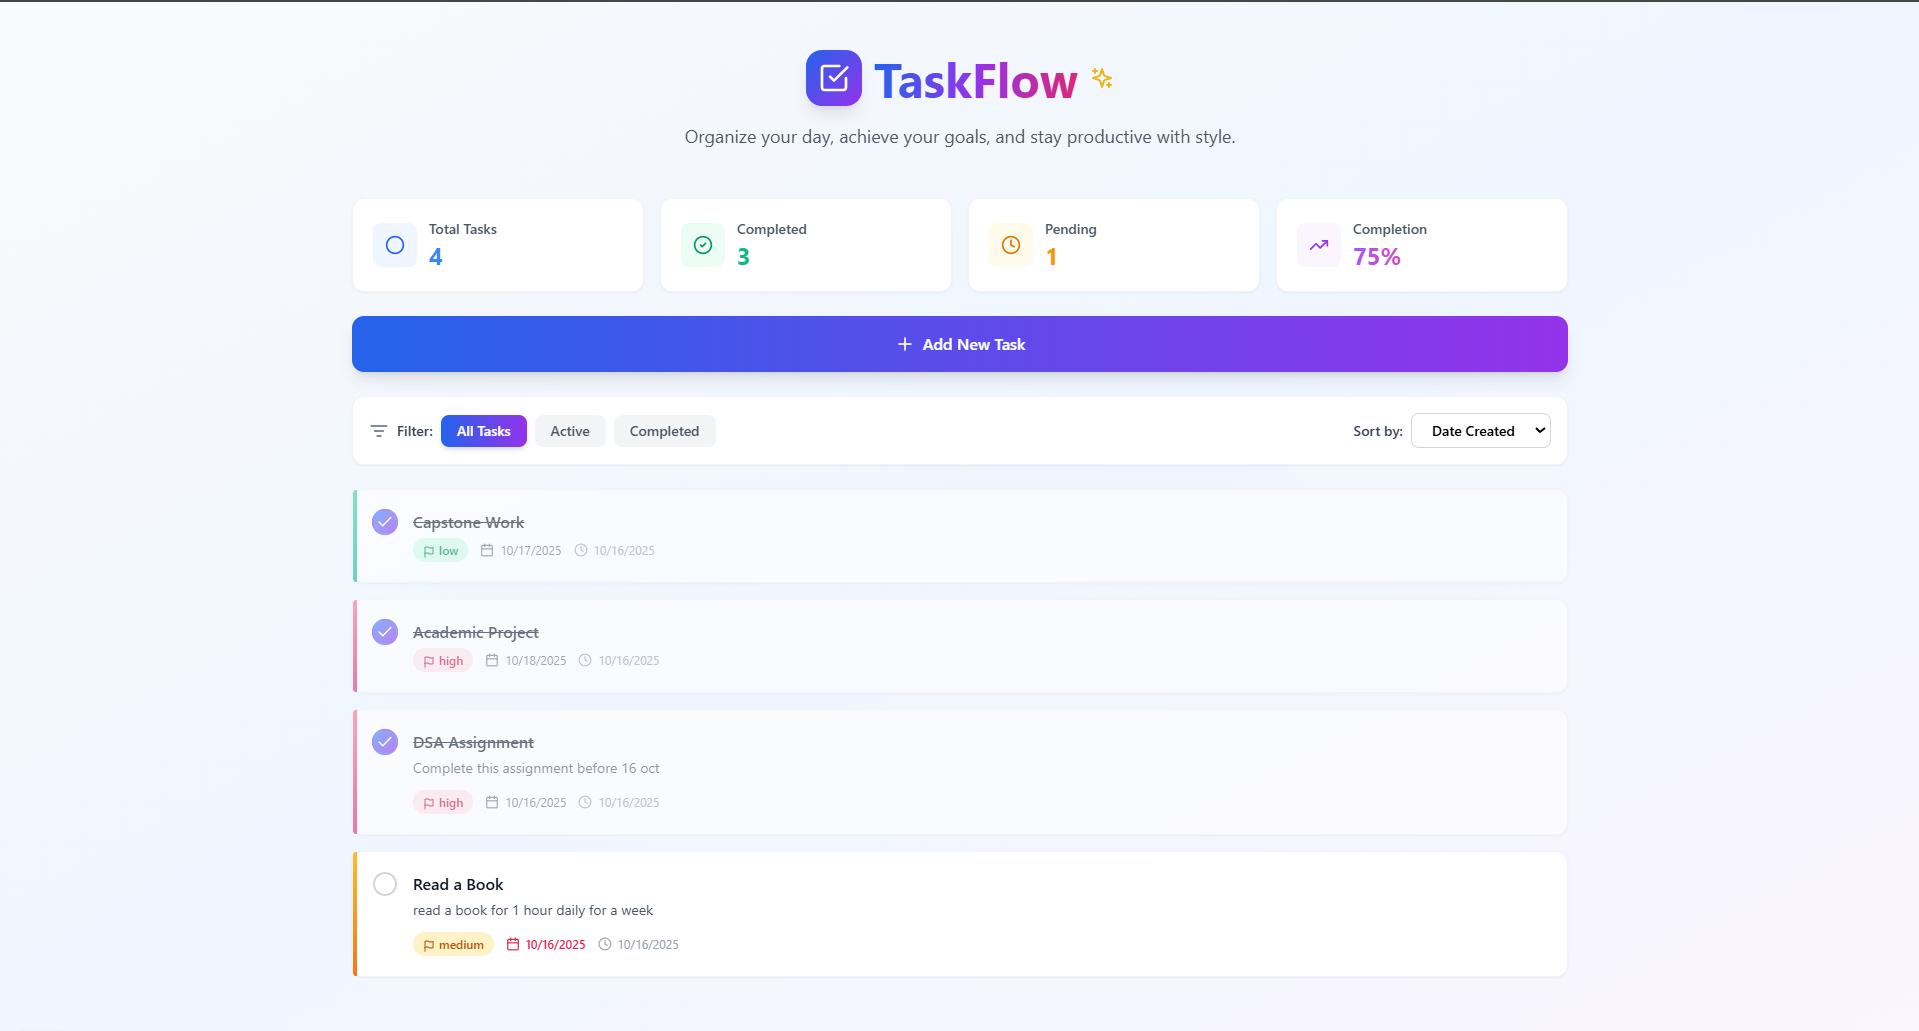 TaskFlow
Organize your day, achieve your goals, and stay productive with style.
Total Tasks
4
Completed
3
Pending
1
Completion
75%
Add New Task
Filter: All Tasks Active Completed Sort by: Date Created
Capstone Work
low 10/17/2025 10/16/2025
Academic Project
high 10/18/2025 10/16/2025
DSA Assignment
Complete this assignment before 16 oct
high 10/16/2025 10/16/2025
Read a Book
read a book for 1 hour daily for a week
medium 10/16/2025 10/16/2025